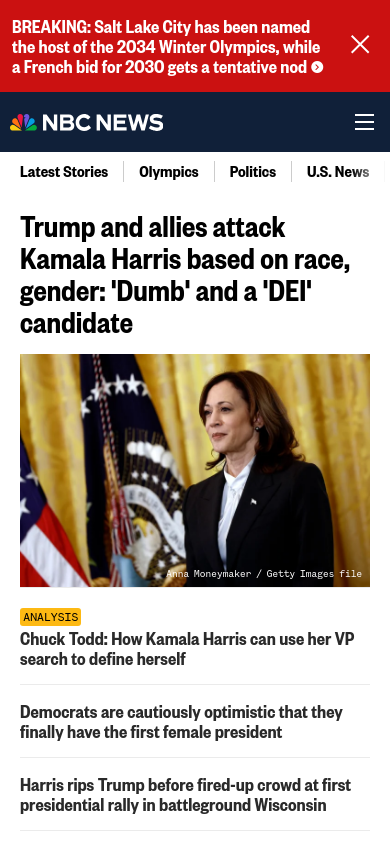 BREAKING: Salt Lake City has been named
the host of the 2034 Winter Olympics, while
a French bid for 2030 gets a tentative nod
NBC NEWS
Latest Stories Olympics Politics U.S. News
Trump and allies attack
Kamala Harris based on race,
gender: 'Dumb' and a 'DEI'
candidate
Anna Moneymaker / Getty Images file
ANALYSIS
Chuck Todd: How Kamala Harris can use her VP
search to define herself
Democrats are cautiously optimistic that they
finally have the first female president
Harris rips Trump before fired-up crowd at first
presidential rally in battleground Wisconsin